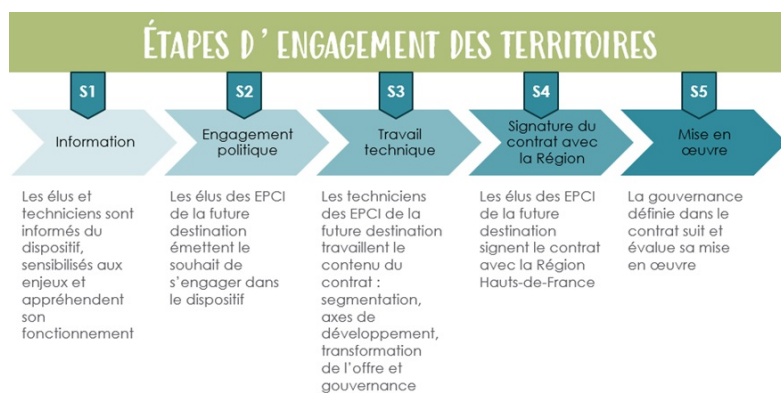 ÉTAPES D'ENGAGEMENT DES TERRITOIRES
S1
Information
Les élus et
techniciens sont
informés du
dispositif,
sensibilisés aux
enjeux et
appréhendent
son
fonctionnement
S2
Engagement
politique
Les élus des EPCI
de la future
destination
émettent le
souhait de
s'engager dans
le dispositif
S3
Travail
technique
Les techniciens
des EPCI de la
future destination
travaillent le
contenu du
contrat :
segmentation,
axes de
développement,
transformation
de l'offre et
gouvernance
S4
Signature du
contrat avec
la Région
Les élus des EPCI
de la future
destination
signent le contrat
avec la Région
Hauts-de-France
S5
Mise en
œuvre
La gouvernance
définie dans le
contrat suit et
évalue sa mise
en œuvre